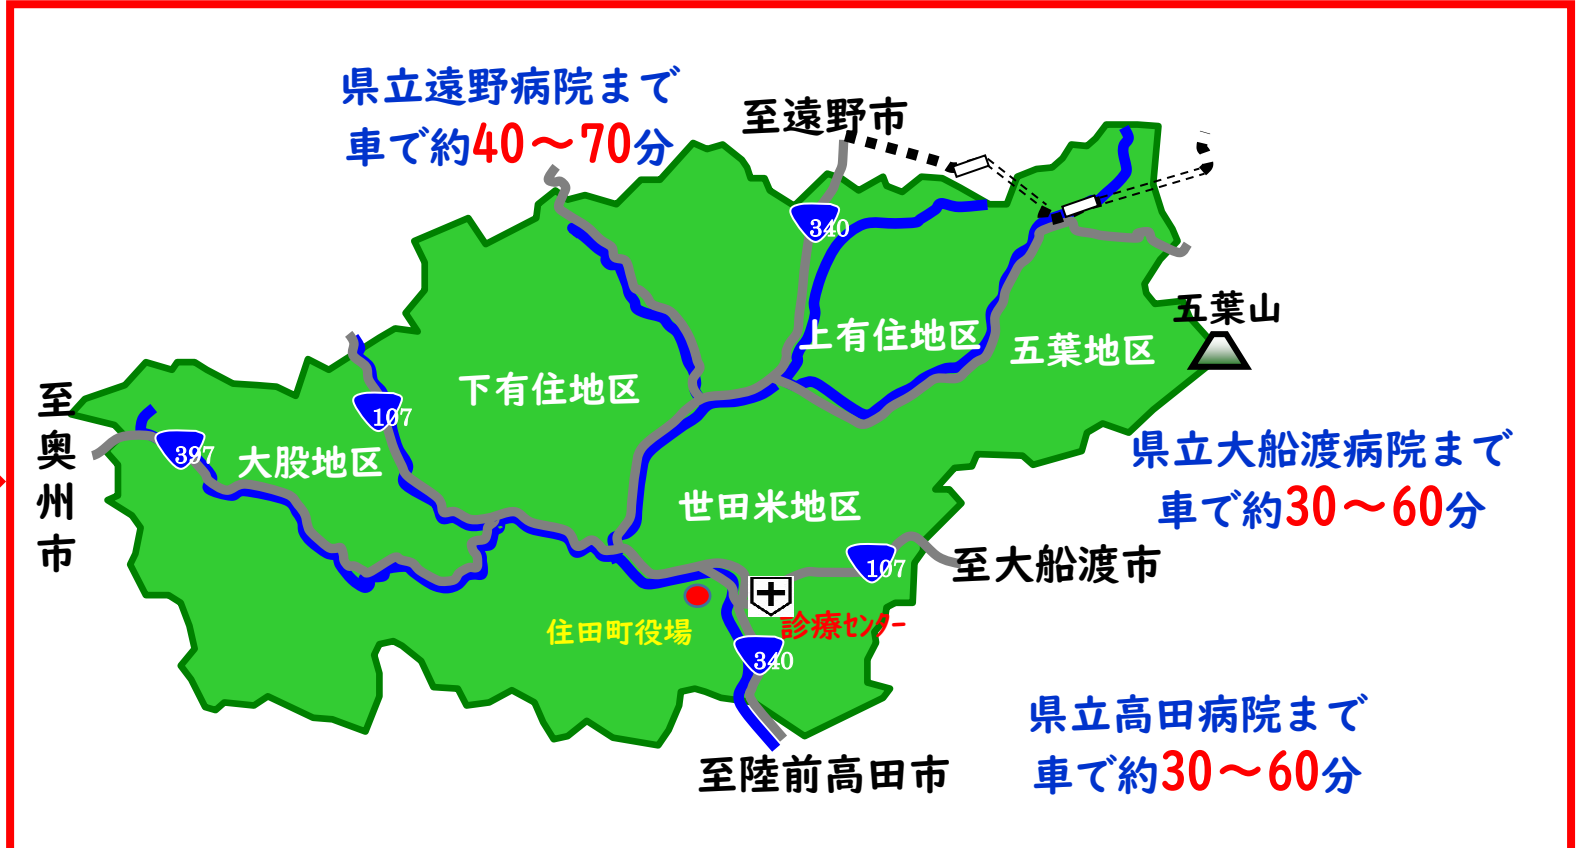 県立遠野病院まで
車で約40～70分
至遠野市
340
上有住地区
五葉山
五葉地区
下有住地区
至奥州市
107
397
大股地区
県立大船渡病院まで
車で約30～60分
世田米地区
107
至大船渡市
住田町役場
診療ｾﾝﾀｰ
340
県立高田病院まで
車で約30～60分
至陸前高田市